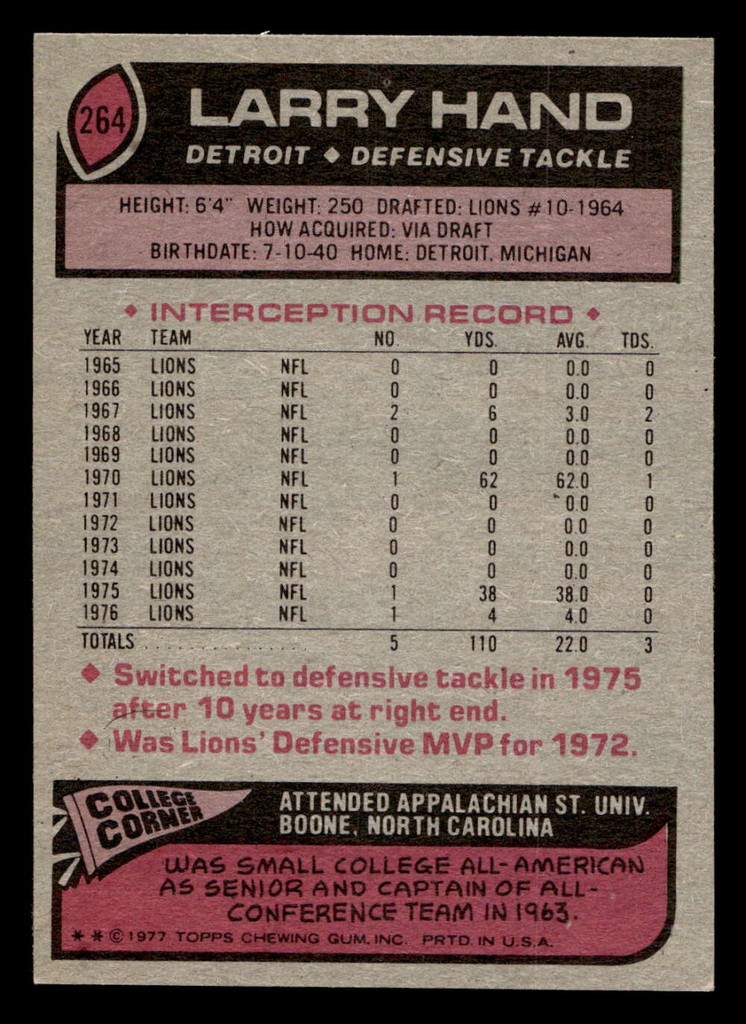 264
LARRY HAND
DETROIT ◆ DEFENSIVE TACKLE
HEIGHT: 6'4" WEIGHT: 250 DRAFTED: LIONS #10-1964
HOW ACQUIRED: VIA DRAFT
BIRTHDATE: 7-10-40 HOME: DETROIT, MICHIGAN
◆ INTERCEPTION RECORD ◆
YEAR TEAM NO. YDS. AVG. TDS.
1965 LIONS NFL 0 0 0.0 0
1966 LIONS NFL 0 0 0.0 0
1967 LIONS NFL 2 6 3.0 2
1968 LIONS NFL 0 0 0.0 0
1969 LIONS NFL 0 0 0.0 0
1970 LIONS NFL 1 62 62.0 1
1971 LIONS NFL 0 0 0.0 0
1972 LIONS NFL 0 0 0.0 0
1973 LIONS NFL 0 0 0.0 0
1974 LIONS NFL 0 0 0.0 0
1975 LIONS NFL 1 38 38.0 0
1976 LIONS NFL 1 4 4.0 0
TOTALS . . . . . . . . . . . . . . . . 5 110 22.0 3
◆ Switched to defensive tackle in 1975
after 10 years at right end.
◆ Was Lions' Defensive MVP for 1972.
COLLEGE
CORNER
ATTENDED APPALACHIAN ST. UNIV.
BOONE, NORTH CAROLINA
WAS SMALL COLLEGE ALL-AMERICAN
AS SENIOR AND CAPTAIN OF ALL-
CONFERENCE TEAM IN 1963.
* * © 1977 TOPPS CHEWING GUM, INC. PRTD. IN U.S.A.